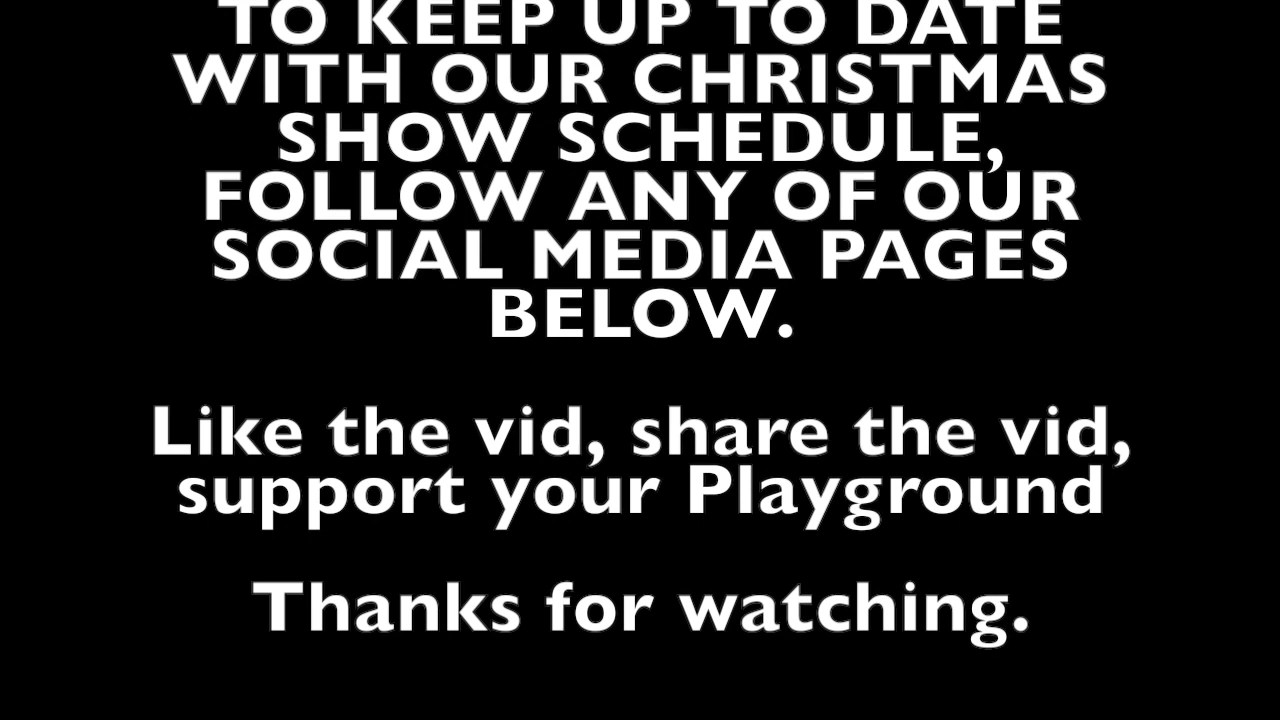 TO KEEP UP TO DATE
WITH OUR CHRISTMAS
SHOW SCHEDULE,
FOLLOW ANY OF OUR
SOCIAL MEDIA PAGES
BELOW.
Like the vid, share the vid,
support your Playground
Thanks for watching.